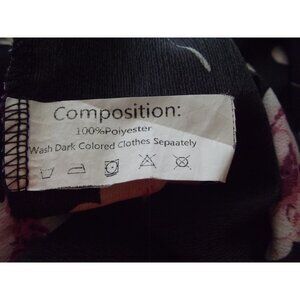 Composition:
100%Polyester
Wash Dark Colored Clothes Sepaately